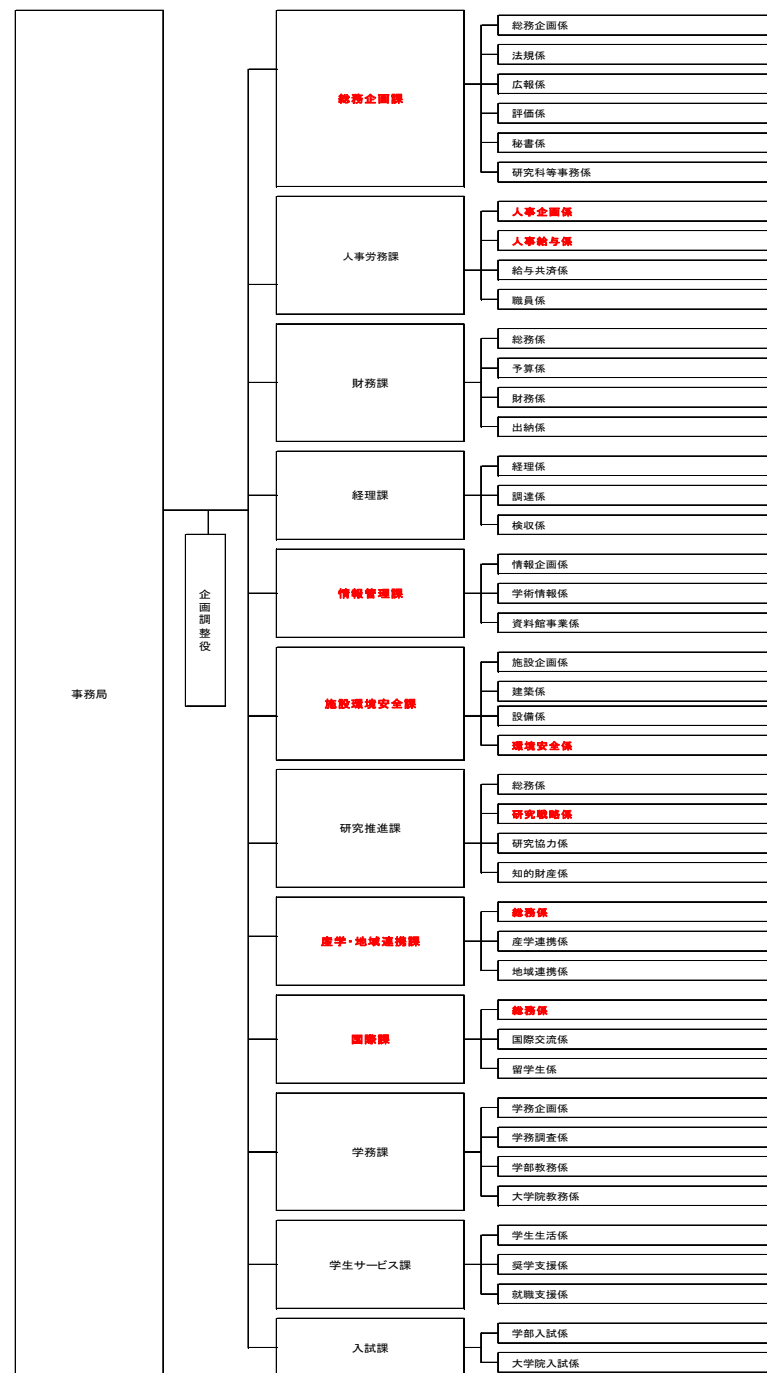 事務局
企画調整役
総務企画課
総務企画係
法規係
広報係
評価係
秘書係
研究科等事務係
人事労務課
人事企画係
人事給与係
給与共済係
職員係
財務課
総務係
予算係
財務係
出納係
経理課
経理係
調達係
検収係
情報管理課
情報企画係
学術情報係
資料館事業係
施設環境安全課
施設企画係
建築係
設備係
環境安全係
研究推進課
総務係
研究戦略係
研究協力係
知的財産係
産学・地域連携課
総務係
産学連携係
地域連携係
国際課
総務係
国際交流係
留学生係
学務課
学務企画係
学務調査係
学部教務係
大学院教務係
学生サービス課
学生生活係
奨学支援係
就職支援係
入試課
学部入試係
大学院入試係